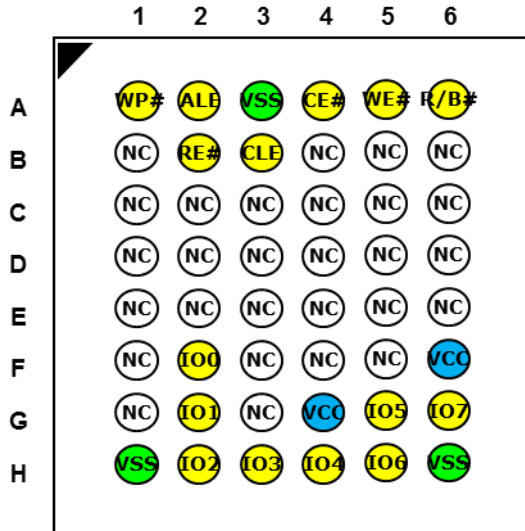 1 2 3 4 5 6
A WP# ALE VSS CE# WE# R/B#
B NC RE# CLE NC NC NC
C NC NC NC NC NC NC
D NC NC NC NC NC NC
E NC NC NC NC NC NC
F NC IO0 NC NC NC VCC
G NC IO1 NC VCC IO5 IO7
H VSS IO2 IO3 IO4 IO6 VSS